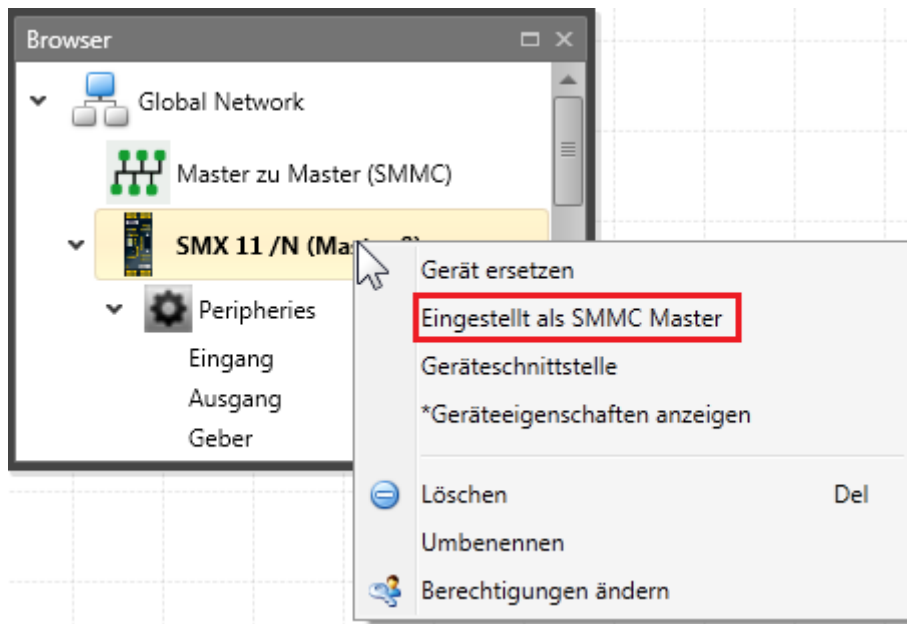 Browser
Global Network
Master zu Master (SMMC)
SMX 11 /N (Ma
Gerät ersetzen
Eingestellt als SMMC Master
Peripheries
Geräteschnittstelle
Eingang
*Geräteeigenschaften anzeigen
Ausgang
Geber
Löschen Del
Umbenennen
Berechtigungen ändern